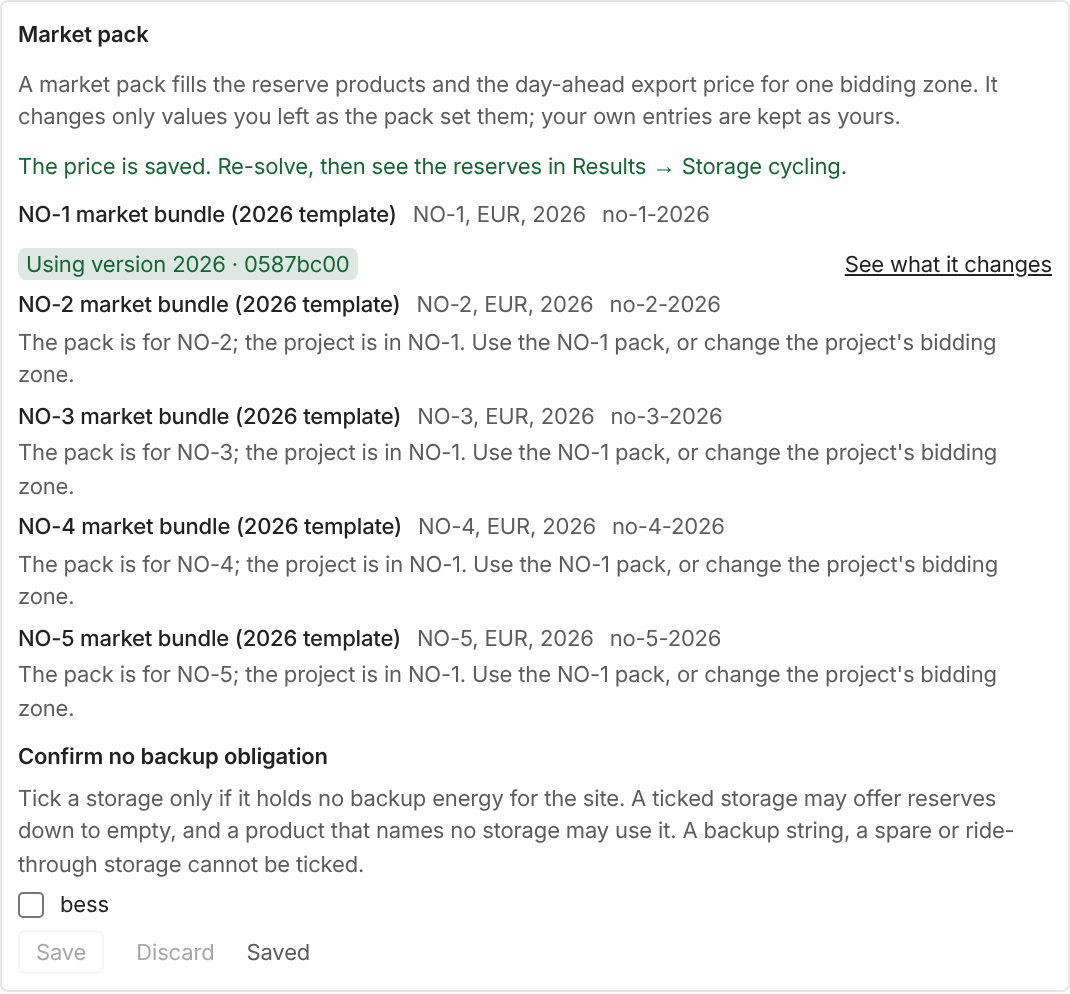 Market pack
A market pack fills the reserve products and the day-ahead export price for one bidding zone. It
changes only values you left as the pack set them; your own entries are kept as yours.
The price is saved. Re-solve, then see the reserves in Results → Storage cycling.
NO-1 market bundle (2026 template) NO-1, EUR, 2026 no-1-2026
Using version 2026 · 0587bc00 See what it changes
NO-2 market bundle (2026 template) NO-2, EUR, 2026 no-2-2026
The pack is for NO-2; the project is in NO-1. Use the NO-1 pack, or change the project's bidding
zone.
NO-3 market bundle (2026 template) NO-3, EUR, 2026 no-3-2026
The pack is for NO-3; the project is in NO-1. Use the NO-1 pack, or change the project's bidding
zone.
NO-4 market bundle (2026 template) NO-4, EUR, 2026 no-4-2026
The pack is for NO-4; the project is in NO-1. Use the NO-1 pack, or change the project's bidding
zone.
NO-5 market bundle (2026 template) NO-5, EUR, 2026 no-5-2026
The pack is for NO-5; the project is in NO-1. Use the NO-1 pack, or change the project's bidding
zone.
Confirm no backup obligation
Tick a storage only if it holds no backup energy for the site. A ticked storage may offer reserves
down to empty, and a product that names no storage may use it. A backup string, a spare or ride-
through storage cannot be ticked.
bess
Save Discard Saved